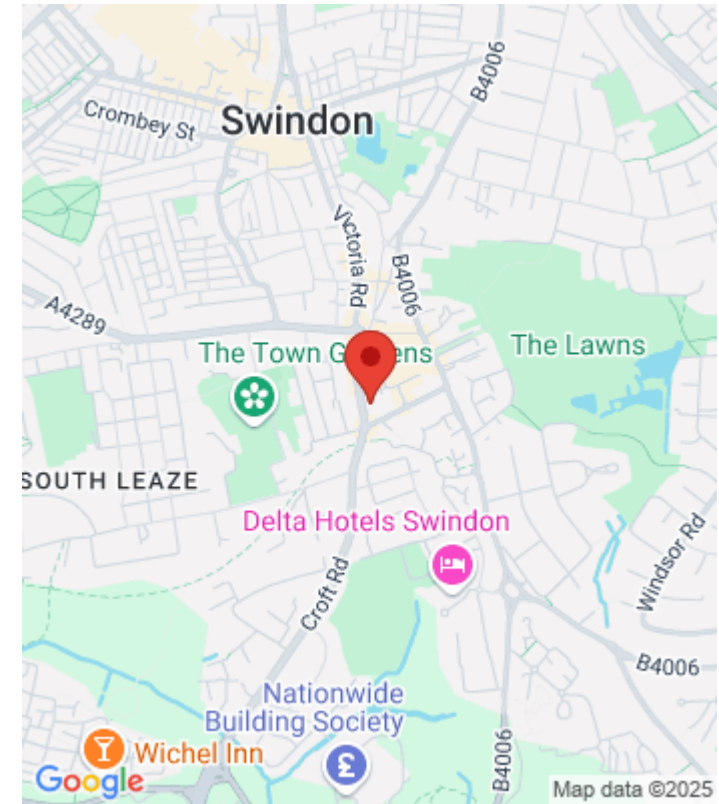 B4006
Crombey St
Swindon
Victoria Rd
B4006
A4289
The Town G ens
The Lawns
SOUTH LEAZE
Delta Hotels Swindon
Windsor Rd
Croft Rd
B4006
Nationwide
Building Society
£
B4006
Wichel Inn
Google
Map data ©2025